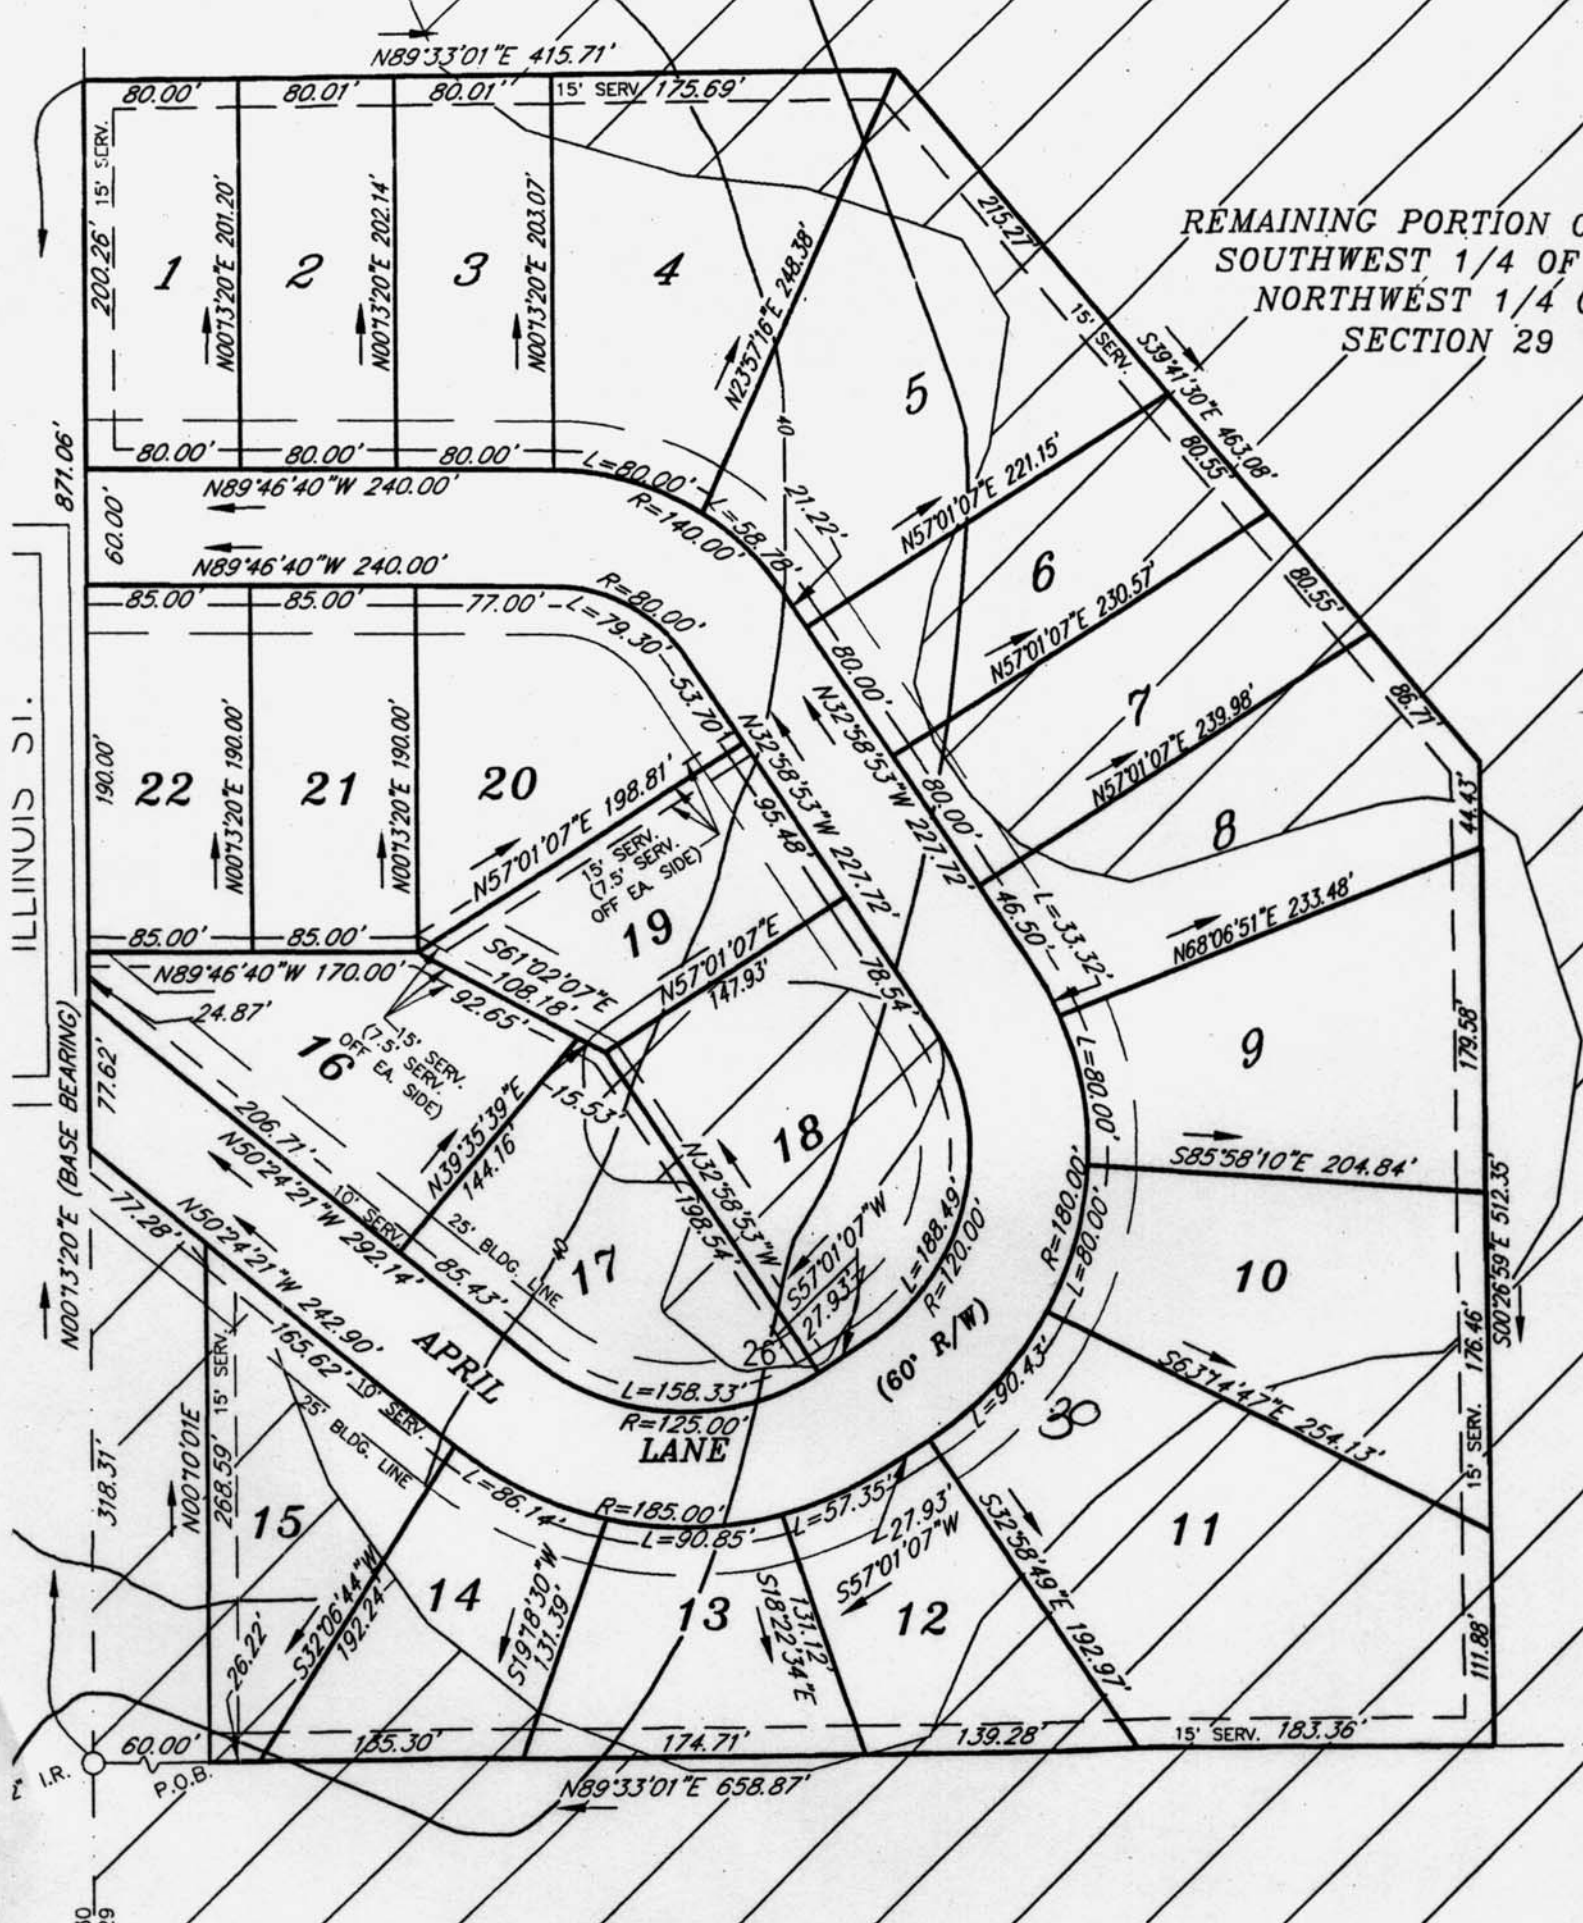 N89°33'01"E 415.71'
80.00'
80.01'
80.01'
15' SERV.
175.69'
15' SERV.
200.26'
1
N00°13'20"E 201.20'
2
N00°13'20"E 202.14'
3
N00°13'20"E 203.07'
4
N23°57'16"E 248.38'
5
215.27'
15' SERV.
REMAINING PORTION
SOUTHWEST 1/4 OF
NORTHWEST 1/4
SECTION 29
S39°41'30"E 463.08'
80.00'
80.00'
80.00'
L=80.00'
R=140.00'
L=58.78'
21.22'
40
N57°01'07"E 221.15'
80.55'
N89°46'40"W 240.00'
60.00'
871.06'
N89°46'40"W 240.00'
6
N57°01'07"E 230.57'
80.55'
85.00'
85.00'
77.00'
R=80.00'
L=79.30'
53.70'
80.00'
N32°58'53"W 227.72'
N32°58'53"W 227.72'
7
N57°01'07"E 239.98'
86.71'
ILLINOIS ST.
190.00'
22
N00°13'20"E 190.00'
21
N00°13'20"E 190.00'
20
N57°01'07"E 198.81'
15' SERV.
(7.5' SERV.
OFF EA. SIDE)
95.48'
80.00'
8
44.43'
46.50'
L=33.32'
N68°06'51"E 233.48'
85.00'
85.00'
N89°46'40"W 170.00'
24.87'
S61°02'07"E
108.18'
92.65'
19
N57°01'07"E
147.93'
78.54'
16
15' SERV.
(7.5' SERV.
OFF EA. SIDE)
77.62'
206.71'
N50°24'21"W 292.14'
10' SERV.
N39°35'39"E
144.16'
15.53'
18
N32°58'53"W
198.54'
9
179.58'
L=80.00'
S85°58'10"E 204.84'
R=180.00'
L=80.00'
N00°13'20"E (BASE BEARING)
77.28'
N50°24'21"W 242.90'
165.62'
10' SERV.
25' BLDG. LINE
85.43'
25' BLDG. LINE
17
S57°01'07"W
27.93'
26'
L=188.49'
R=120.00'
10
S00°26'59"E 512.35'
176.46'
APRIL
LANE
(60' R/W)
L=158.33'
R=125.00'
L=90.43'
30
S63°14'47"E 254.13'
15' SERV.
318.31'
N00°10'01E
268.59'
15' SERV.
15
L=86.14'
R=185.00'
L=90.85'
L=57.35'
27.93'
S57°01'07"W
S32°58'49"E 192.97'
11
S32°06'44"W
192.24'
14
S19°18'30"W
131.39'
13
131.12'
S18°22'34"E
12
111.88'
26.22'
60.00'
I.R.
P.O.B.
135.30'
174.71'
139.28'
15' SERV.
183.36'
N89°33'01"E 658.87'
29